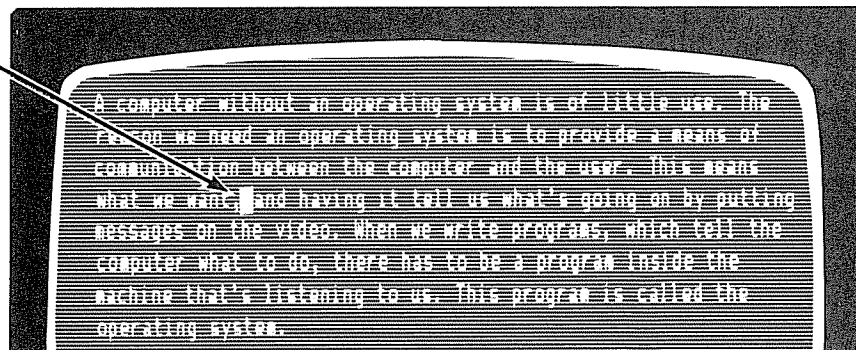 A computer without an operating system is of little use. The
reason we need an operating system is to provide a means of
communication between the computer and the user. This means
what we want, and having it tell us what's going on by putting
messages on the video. When we write programs, which tell the
computer what to do, there has to be a program inside the
machine that's listening to us. This program is called the
operating system.